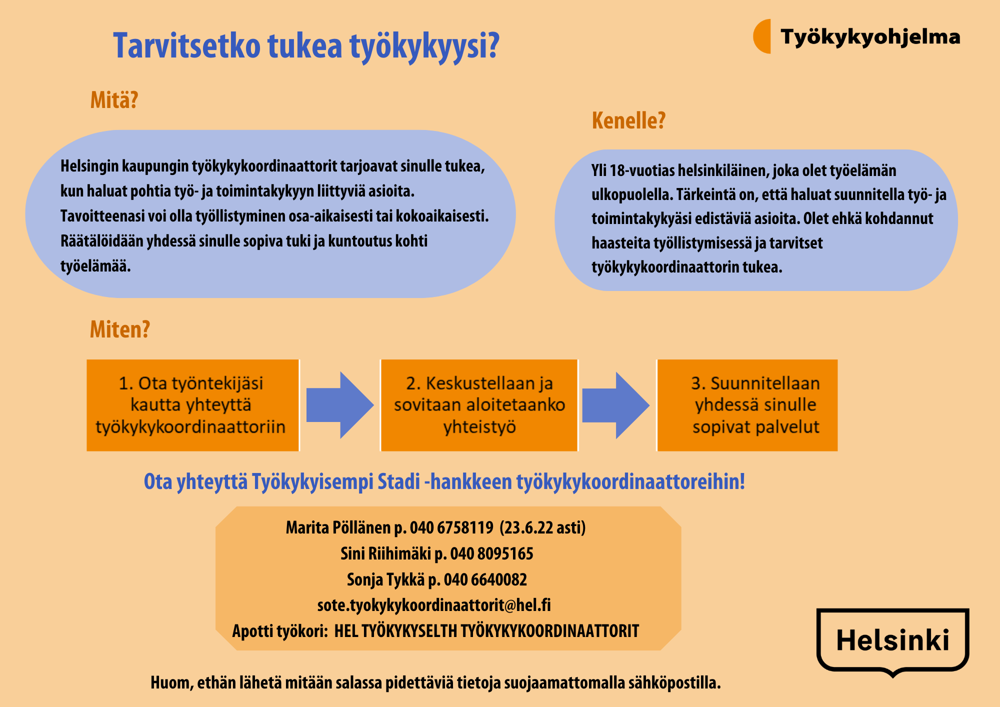 Tarvitsetko tukea työkykyysi?
Työkykyohjelma
Mitä?
Helsingin kaupungin työkykykoordinaattorit tarjoavat sinulle tukea,
kun haluat pohtia työ- ja toimintakykyyn liittyviä asioita.
Tavoitteenasi voi olla työllistyminen osa-aikaisesti tai kokoaikaisesti.
Räätälöidään yhdessä sinulle sopiva tuki ja kuntoutus kohti
työelämää.
Kenelle?
Yli 18-vuotias helsinkiläinen, joka olet työelämän
ulkopuolella. Tärkeintä on, että haluat suunnitella työ- ja
toimintakykyäsi edistäviä asioita. Olet ehkä kohdannut
haasteita työllistymisessä ja tarvitset
työkykykoordinaattorin tukea.
Miten?
1. Ota työntekijäsi
kautta yhteyttä
työkykykoordinaattoriin
2. Keskustellaan ja
sovitaan aloitetaanko
yhteistyö
3. Suunnitellaan
yhdessä sinulle
sopivat palvelut
Ota yhteyttä Työkykyisempi Stadi -hankkeen työkykykoordinaattoreihin!
Marita Pöllänen p. 040 6758119 (23.6.22 asti)
Sini Riihimäki p. 040 8095165
Sonja Tykkä p. 040 6640082
sote.tyokykykoordinaattorit@hel.fi
Apotti työkori: HEL TYÖKYKYSELTH TYÖKYKYKOORDINAATTORIT
Helsinki
Huom, ethän lähetä mitään salassa pidettäviä tietoja suojaamattomalla sähköpostilla.